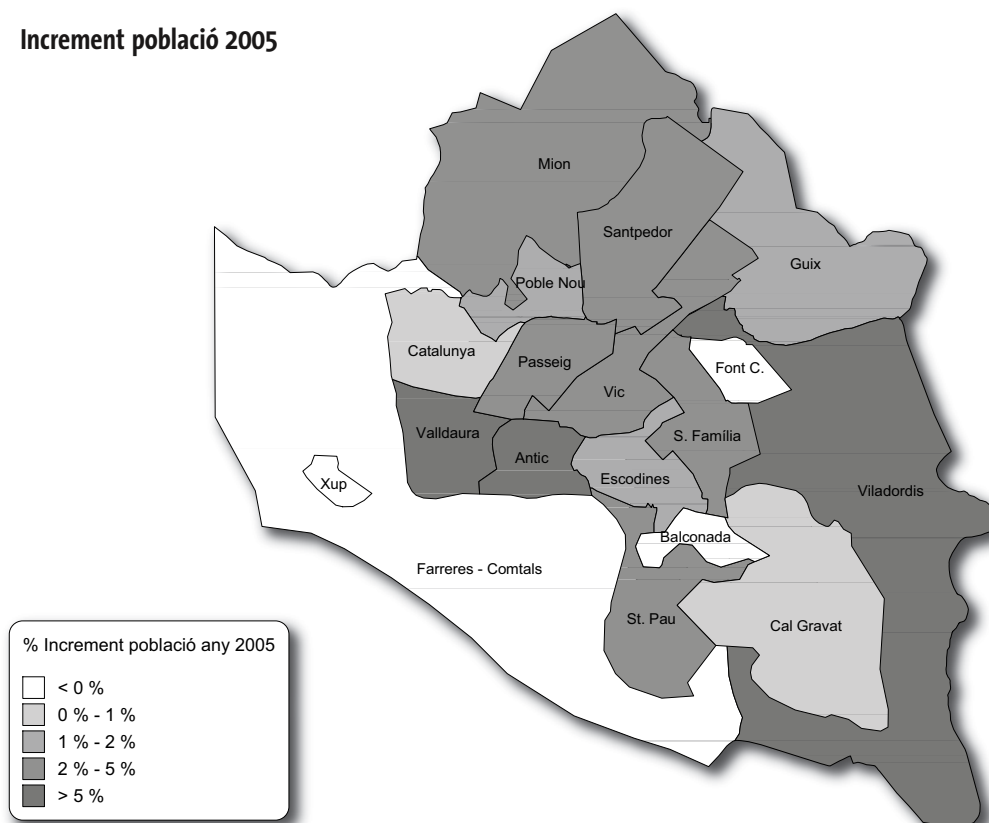 Increment població 2005
Mion
Santpedor
Guix
Poble Nou
Catalunya
Passeig
Font C.
Vic
Valldaura
S. Família
Antic
Escodines
Xup
Viladordis
Balconada
Farreres - Comtals
St. Pau
Cal Gravat
% Increment població any 2005
< 0 %
0 % - 1 %
1 % - 2 %
2 % - 5 %
> 5 %